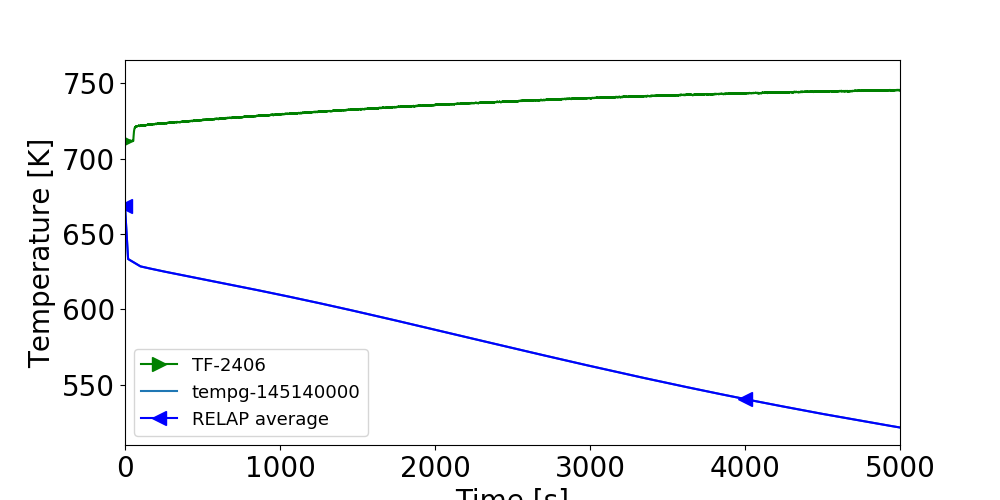 750
700
650
600
550
Temperature [K]
TF-2406
tempg-145140000
RELAP average
0 1000 2000 3000 4000 5000
Time [s]